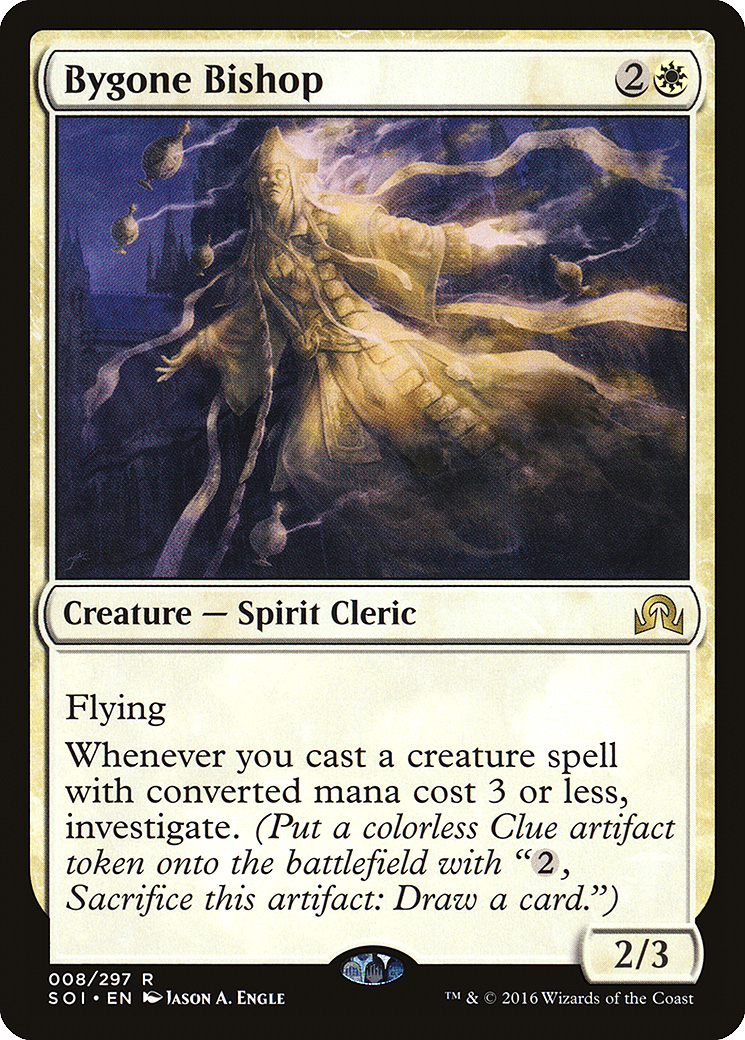 Bygone Bishop 2
Creature — Spirit Cleric
Flying
Whenever you cast a creature spell
with converted mana cost 3 or less,
investigate. (Put a colorless Clue artifact
token onto the battlefield with “2,
Sacrifice this artifact: Draw a card.”)
2/3
008/297 R
SOI • EN Jason A. Engle
™ & © 2016 Wizards of the Coast